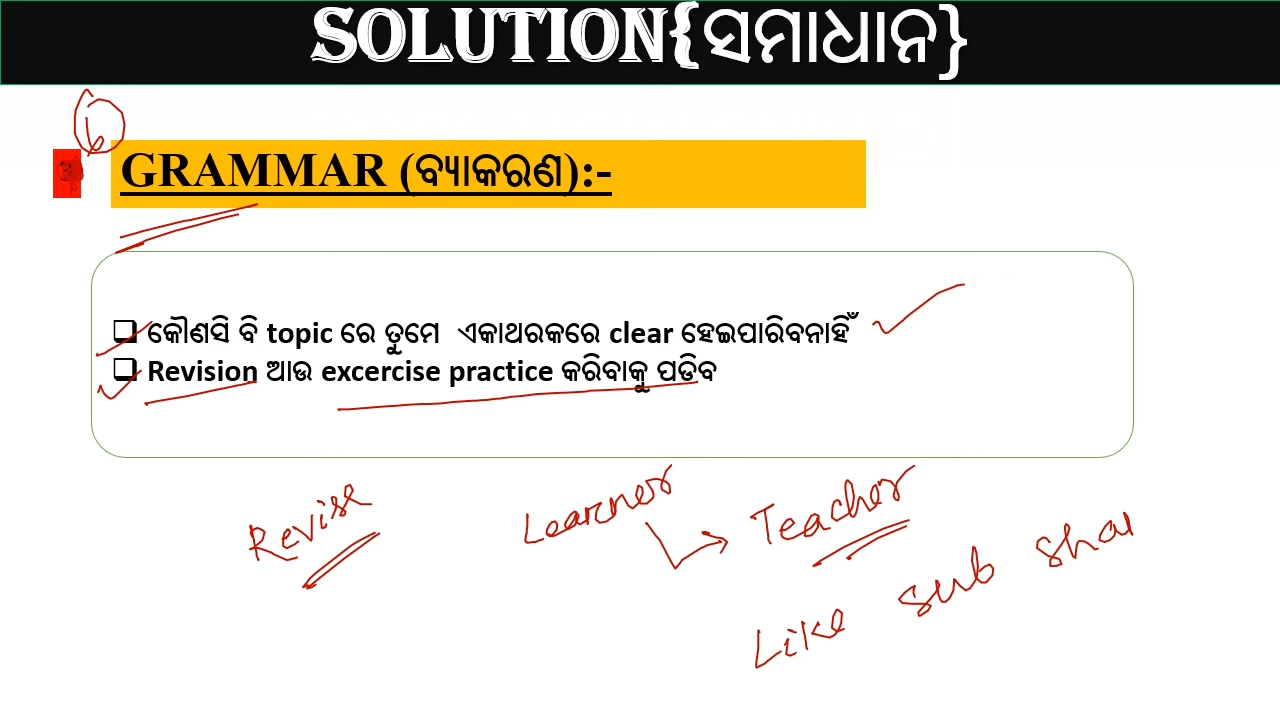 SOLUTION{ସମାଧାନ}
6
GRAMMAR (ବ୍ୟାକରଣ):-
❑ କୌଣସି ବି topic ରେ ତୁମେ ଏକାଥରକରେ clear ହେଇପାରିବନାହିଁ
❑ Revision ଆଉ excercise practice କରିବାକୁ ପଡିବ
Revise Learner Teacher
Like sub shar